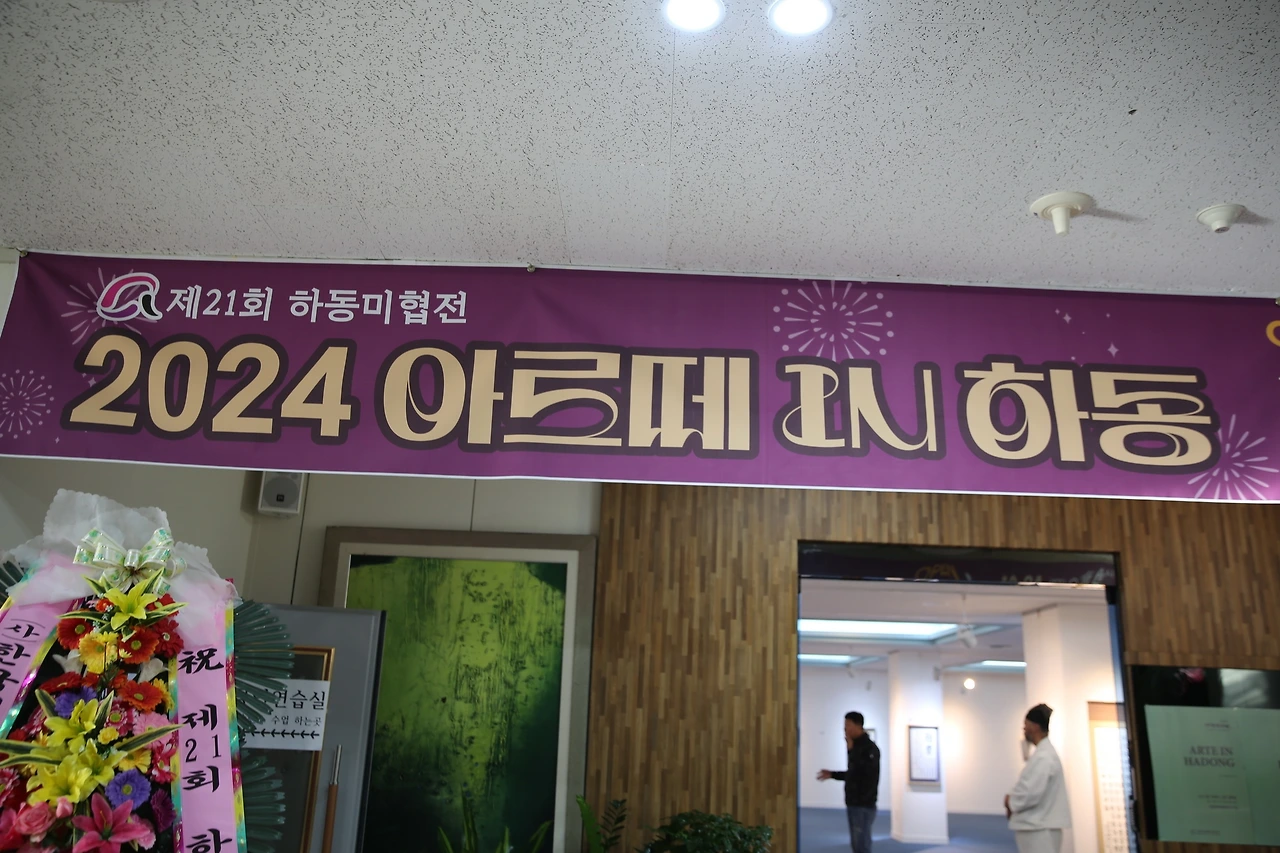 제21회 하동미협전
2024 아르떼 IN 하동
祝 제21회 하
연습실
수업 하는곳
ARTE IN
HADONG